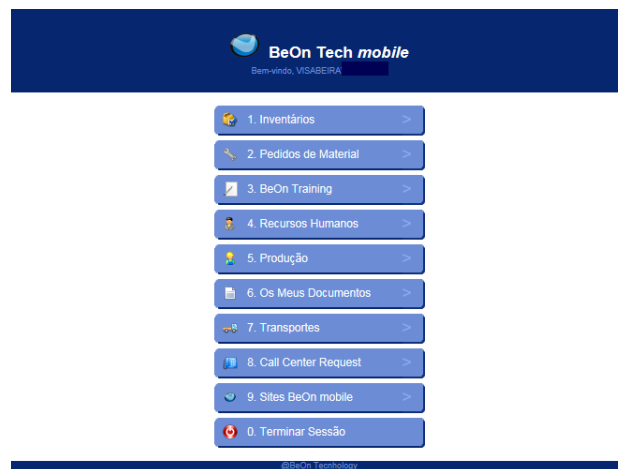 BeOn Tech mobile
Bem-vindo, VISABEIRA
1. Inventários >
2. Pedidos de Material >
3. BeOn Training >
4. Recursos Humanos >
5. Produção >
6. Os Meus Documentos >
7. Transportes >
8. Call Center Request >
9. Sites BeOn mobile >
0. Terminar Sessão
@BeOn Tecnhology